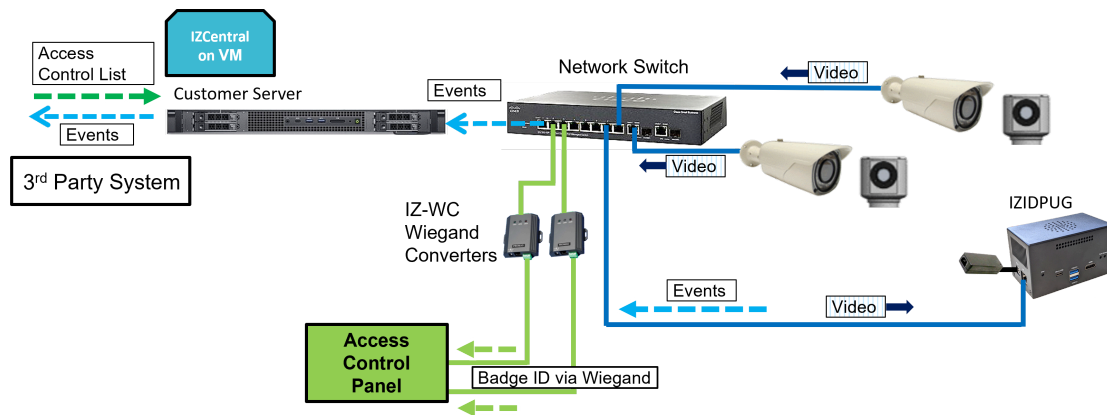 IZCentral
on VM
Access
Control List
Customer Server
Events
3rd Party System
Events
Network Switch
Video
Video
IZ-WC
Wiegand
Converters
IZIDPUG
Events
Video
Access
Control
Panel
Badge ID via Wiegand